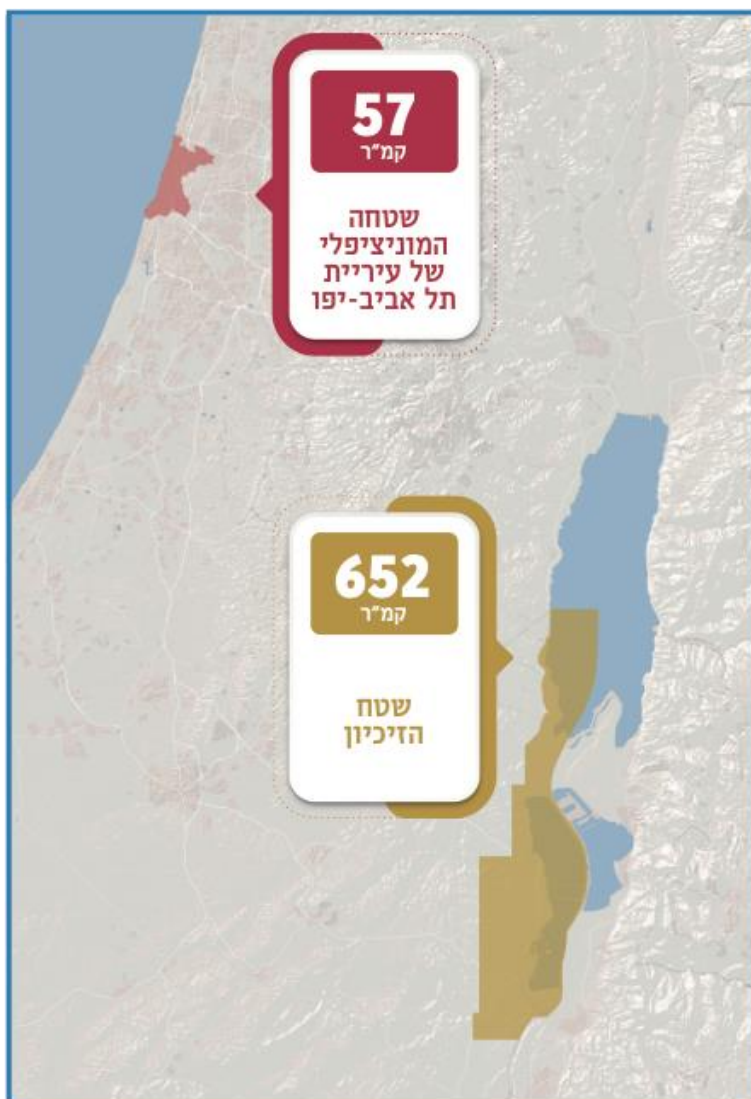 57
קמ"ר
שטחה
המוניציפלי
של עיריית
תל אביב-יפו
652
קמ"ר
שטח
הזיכיון